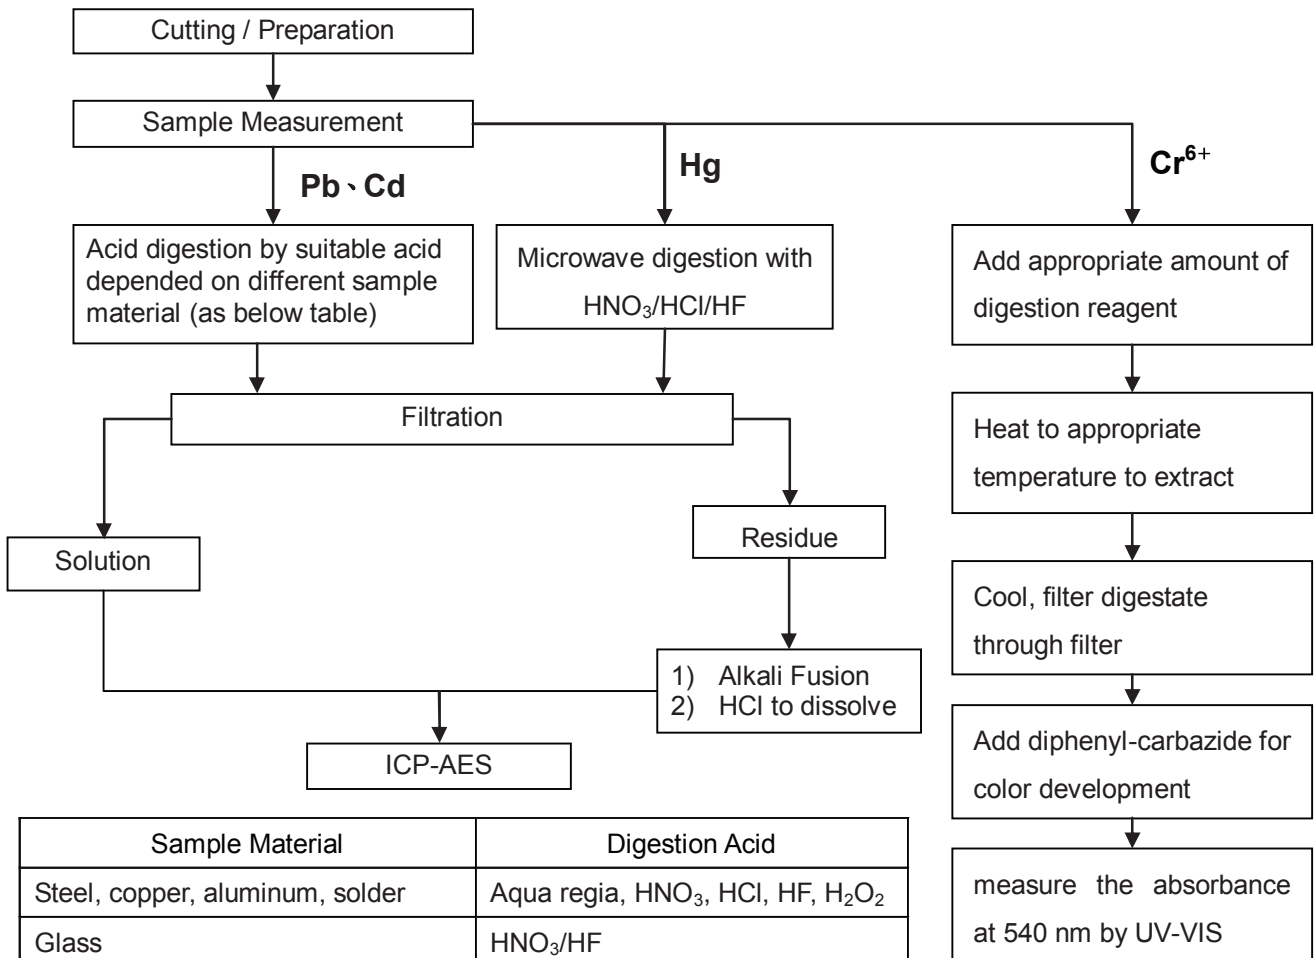 Cutting / Preparation
Sample Measurement
Pb、Cd
Hg
Cr⁶⁺
Acid digestion by suitable acid
depended on different sample
material (as below table)
Microwave digestion with
HNO₃/HCl/HF
Add appropriate amount of
digestion reagent
Filtration
Heat to appropriate
temperature to extract
Solution
Residue
Cool, filter digestate
through filter
1) Alkali Fusion
2) HCl to dissolve
Add diphenyl-carbazide for
color development
ICP-AES
measure the absorbance
at 540 nm by UV-VIS
Sample Material Digestion Acid
Steel, copper, aluminum, solder Aqua regia, HNO₃, HCl, HF, H₂O₂
Glass HNO₃/HF